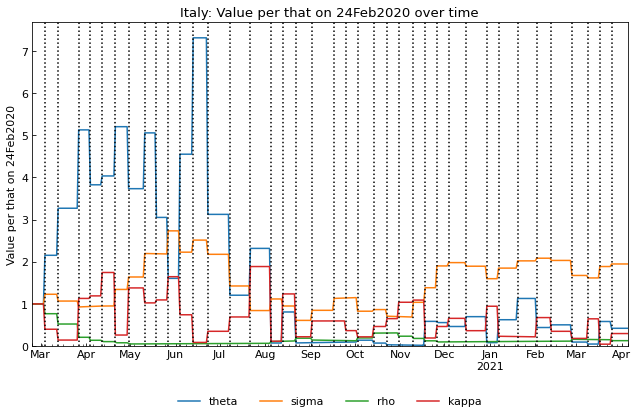 Italy: Value per that on 24Feb2020 over time
Value per that on 24Feb2020
7
6
5
4
3
2
1
0
Mar Apr May Jun Jul Aug Sep Oct Nov Dec Jan Feb Mar Apr
2021
theta sigma rho kappa